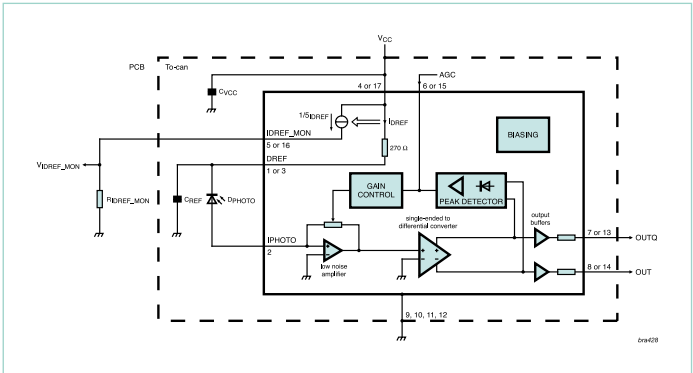 VCC
PCB
To-can
CVCC
4 or 17
AGC
6 or 15
1/5IDREF
IDREF
BIASING
IDREF_MON
5 or 16
270 Ω
VIDREF_MON
DREF
1 or 3
RIDREF_MON
CREF
DPHOTO
GAIN
CONTROL
PEAK DETECTOR
single-ended to
differential converter
output
buffers
7 or 13
OUTQ
IPHOTO
2
low noise
amplifier
8 or 14
OUT
9, 10, 11, 12
bra428